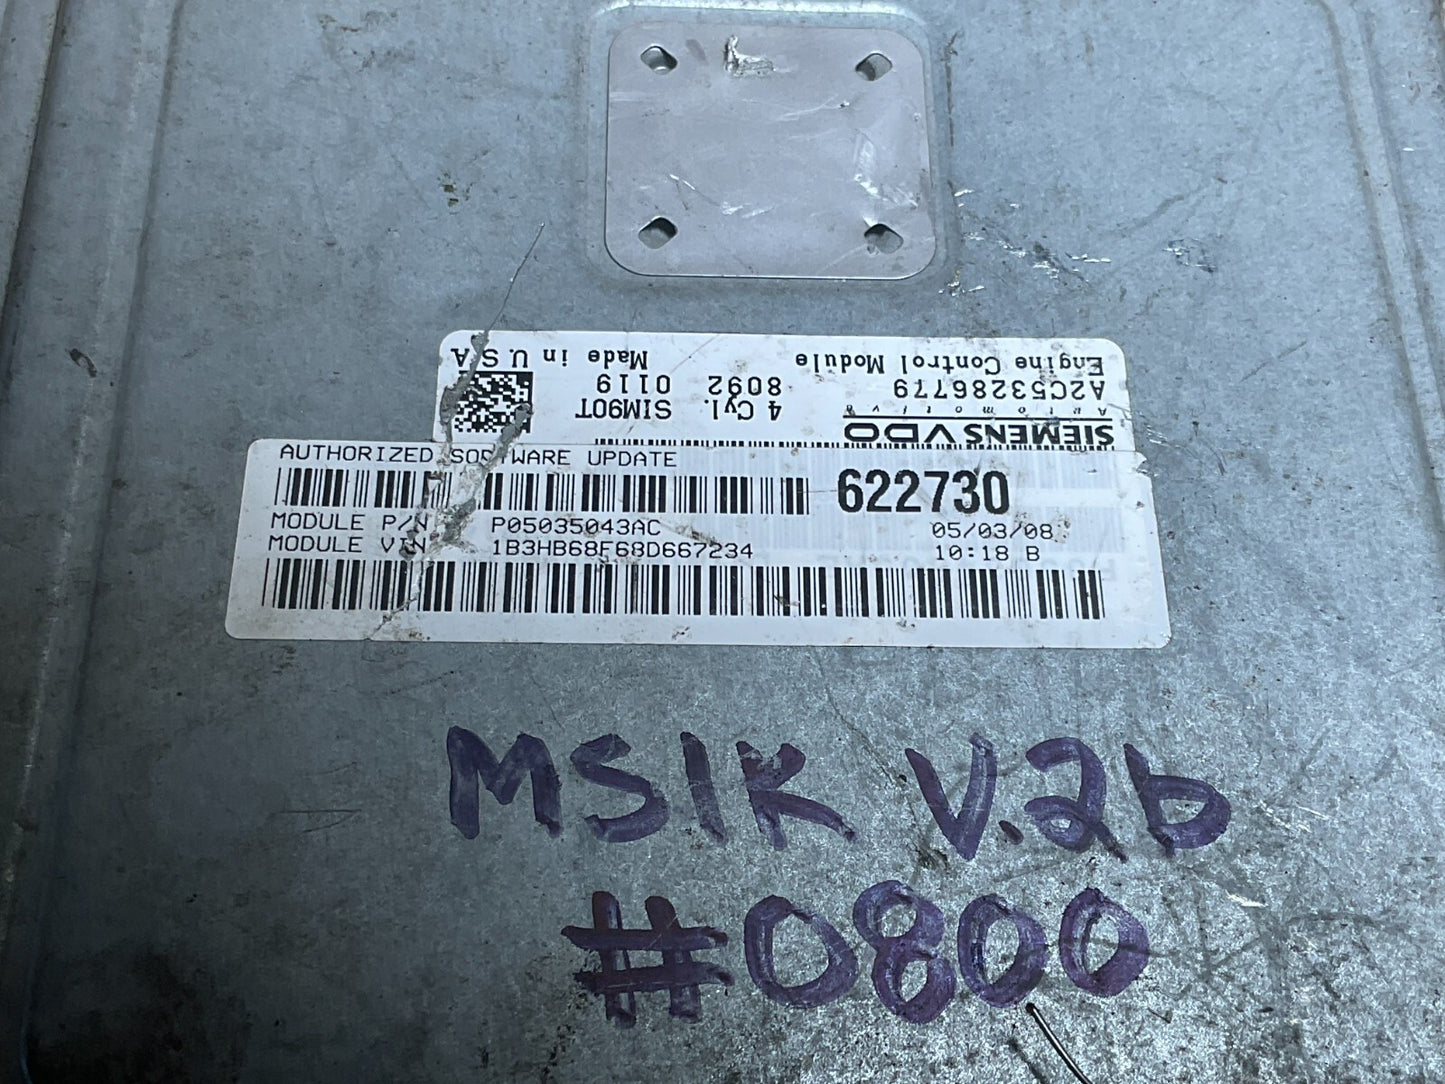 SIEMENS VDO
Automotive
A2C53286779
Engine Control Module
4 Cyl. SIM90T
8092 0119
Made in U.S.A
AUTHORIZED SOFTWARE UPDATE
622730
MODULE P/N P05035043AC 05/03/08
MODULE VIN 1B3HB68F68D667234 10:18 B
MS1K V.2b
#0800